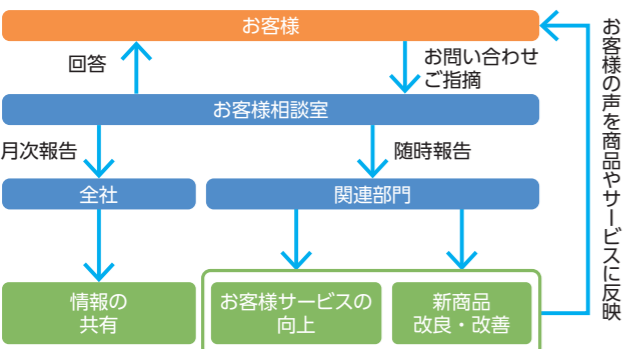 お客様
回答
お問い合わせ
ご指摘
お客様相談室
月次報告
随時報告
全社
関連部門
情報の
共有
お客様サービスの
向上
新商品
改良・改善
お客様の声を商品やサービスに反映